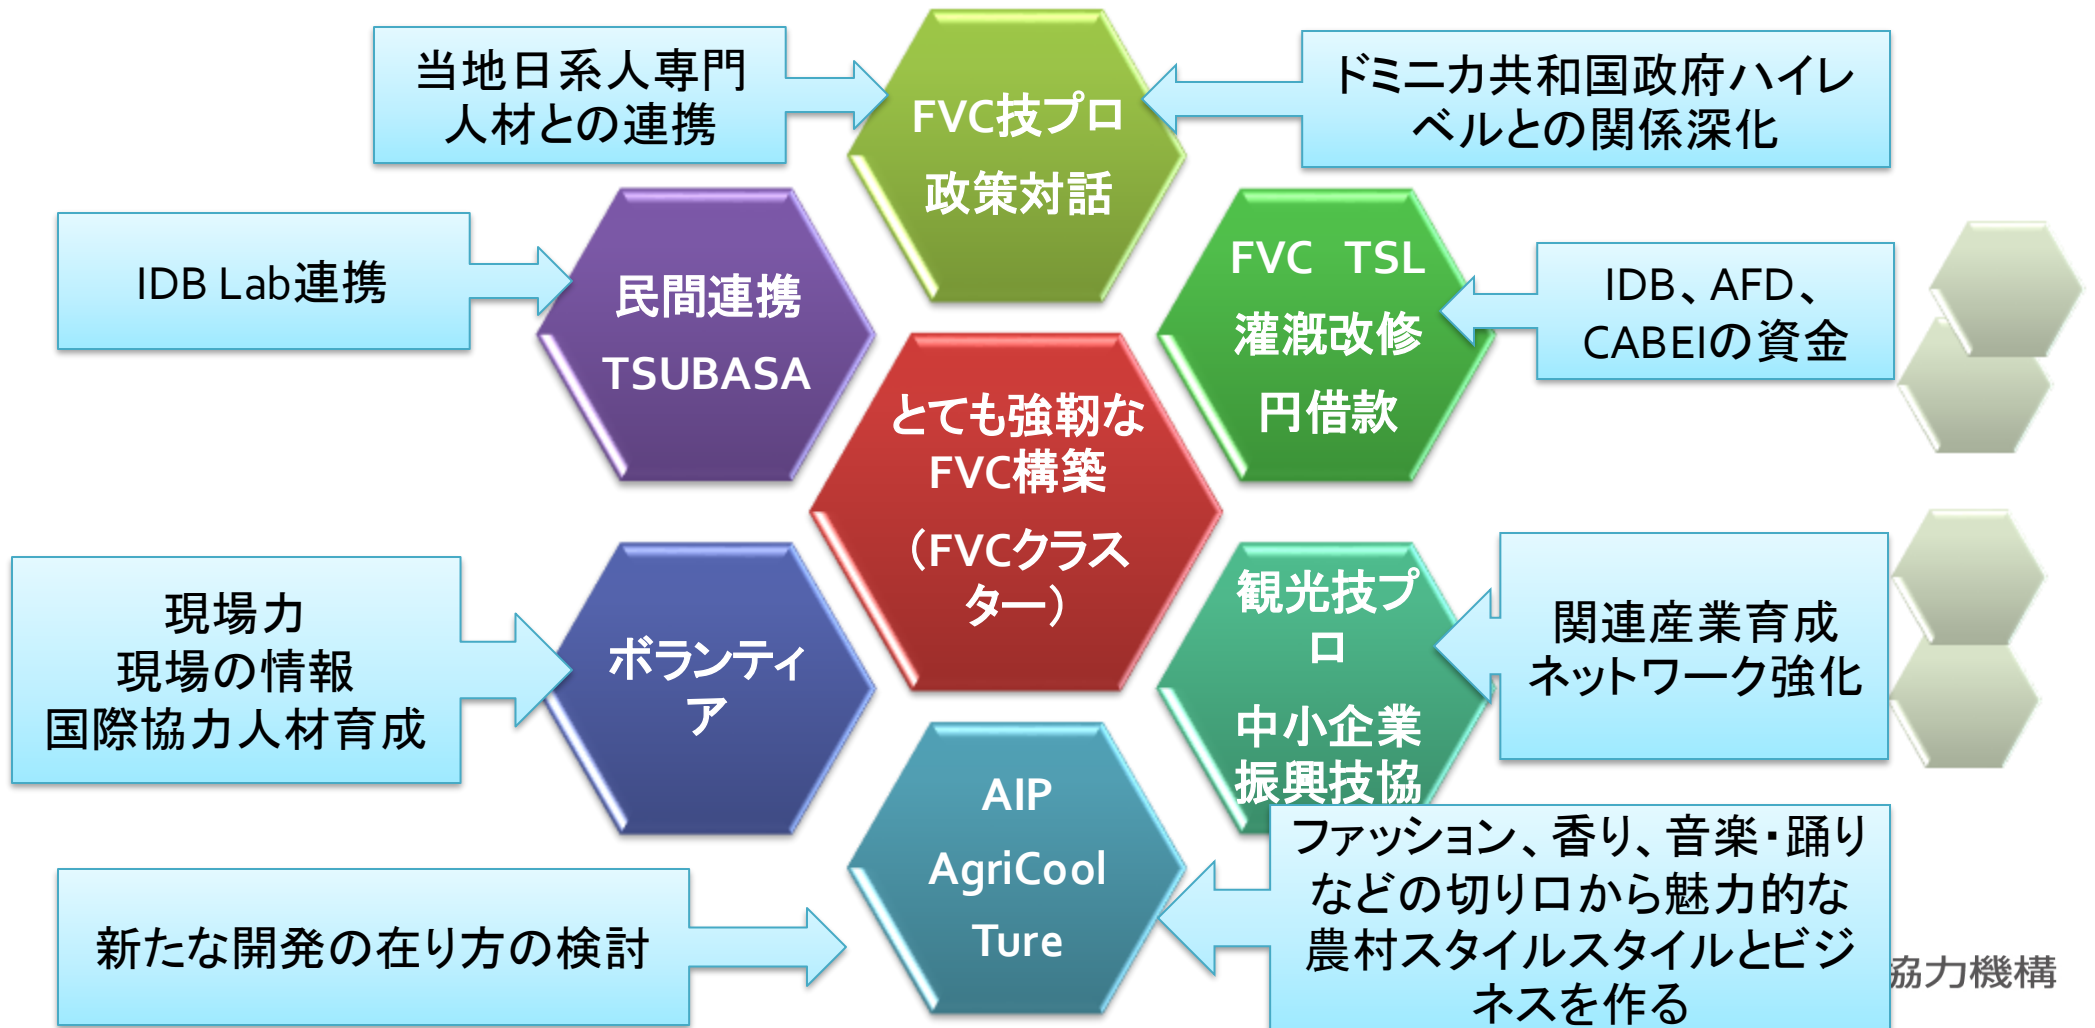 当地日系人専門
人材との連携
FVC技プロ
政策対話
ドミニカ共和国政府ハイレ
ベルとの関係深化
IDB Lab連携
民間連携
TSUBASA
FVC　TSL
灌漑改修
円借款
IDB、AFD、
CABEIの資金
とても強靭な
FVC構築
（FVCクラス
ター）
現場力
現場の情報
国際協力人材育成
ボランティ
ア
観光技プ
ロ
中小企業
振興技協
関連産業育成
ネットワーク強化
AIP
AgriCool
Ture
新たな開発の在り方の検討
ファッション、香り、音楽・踊り
などの切り口から魅力的な
農村スタイルスタイルとビジ
ネスを作る
協力機構